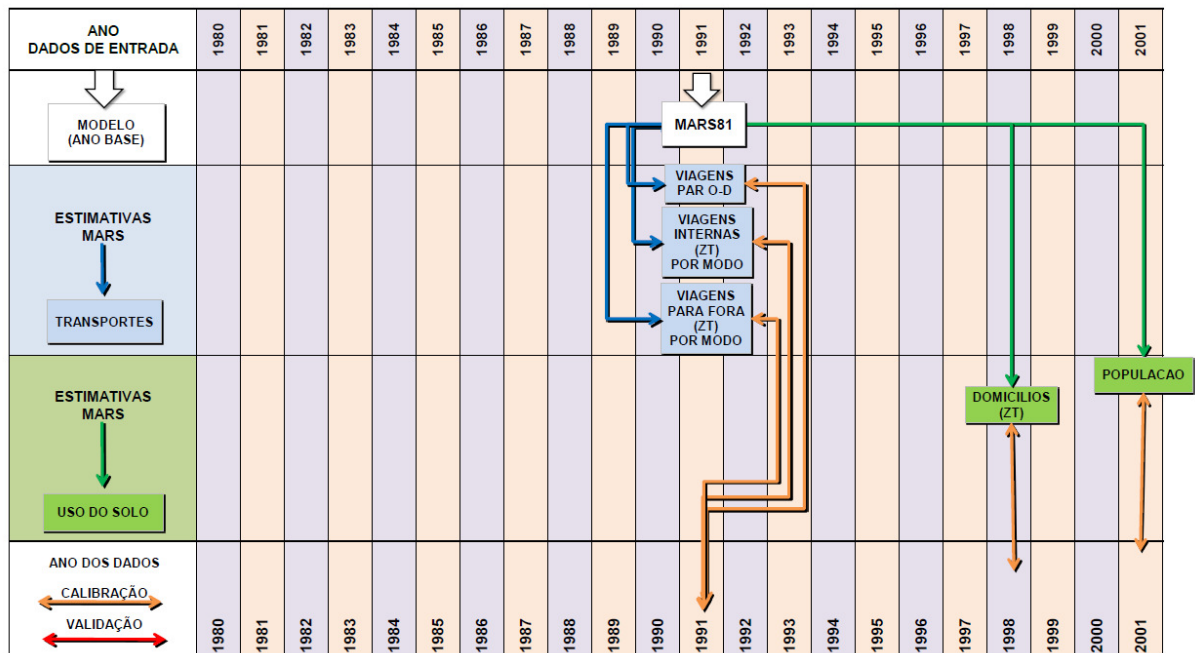 ANO
DADOS DE ENTRADA
1980 1981 1982 1983 1984 1985 1986 1987 1988 1989 1990 1991 1992 1993 1994 1995 1996 1997 1998 1999 2000 2001
MODELO
(ANO BASE)
MARS81
ESTIMATIVAS
MARS
TRANSPORTES
VIAGENS
PAR O-D
VIAGENS
INTERNAS
(ZT)
POR MODO
VIAGENS
PARA FORA
(ZT)
POR MODO
ESTIMATIVAS
MARS
USO DO SOLO
DOMICILIOS
(ZT)
POPULACAO
ANO DOS DADOS
CALIBRAÇÃO
VALIDAÇÃO
1980 1981 1982 1983 1984 1985 1986 1987 1988 1989 1990 1991 1992 1993 1994 1995 1996 1997 1998 1999 2000 2001